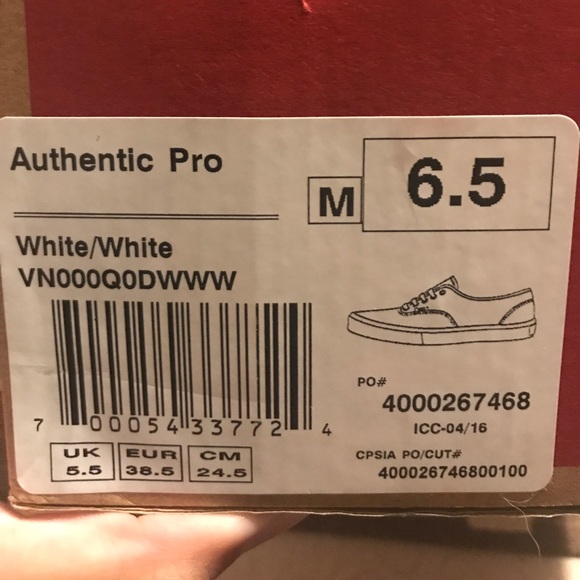 Authentic Pro
M 6.5
White/White
VN000Q0DWWW
7 00054 33772 4
PO#
4000267468
ICC-04/16
CPSIA PO/CUT#
400026746800100
UK 5.5
EUR 38.5
CM 24.5